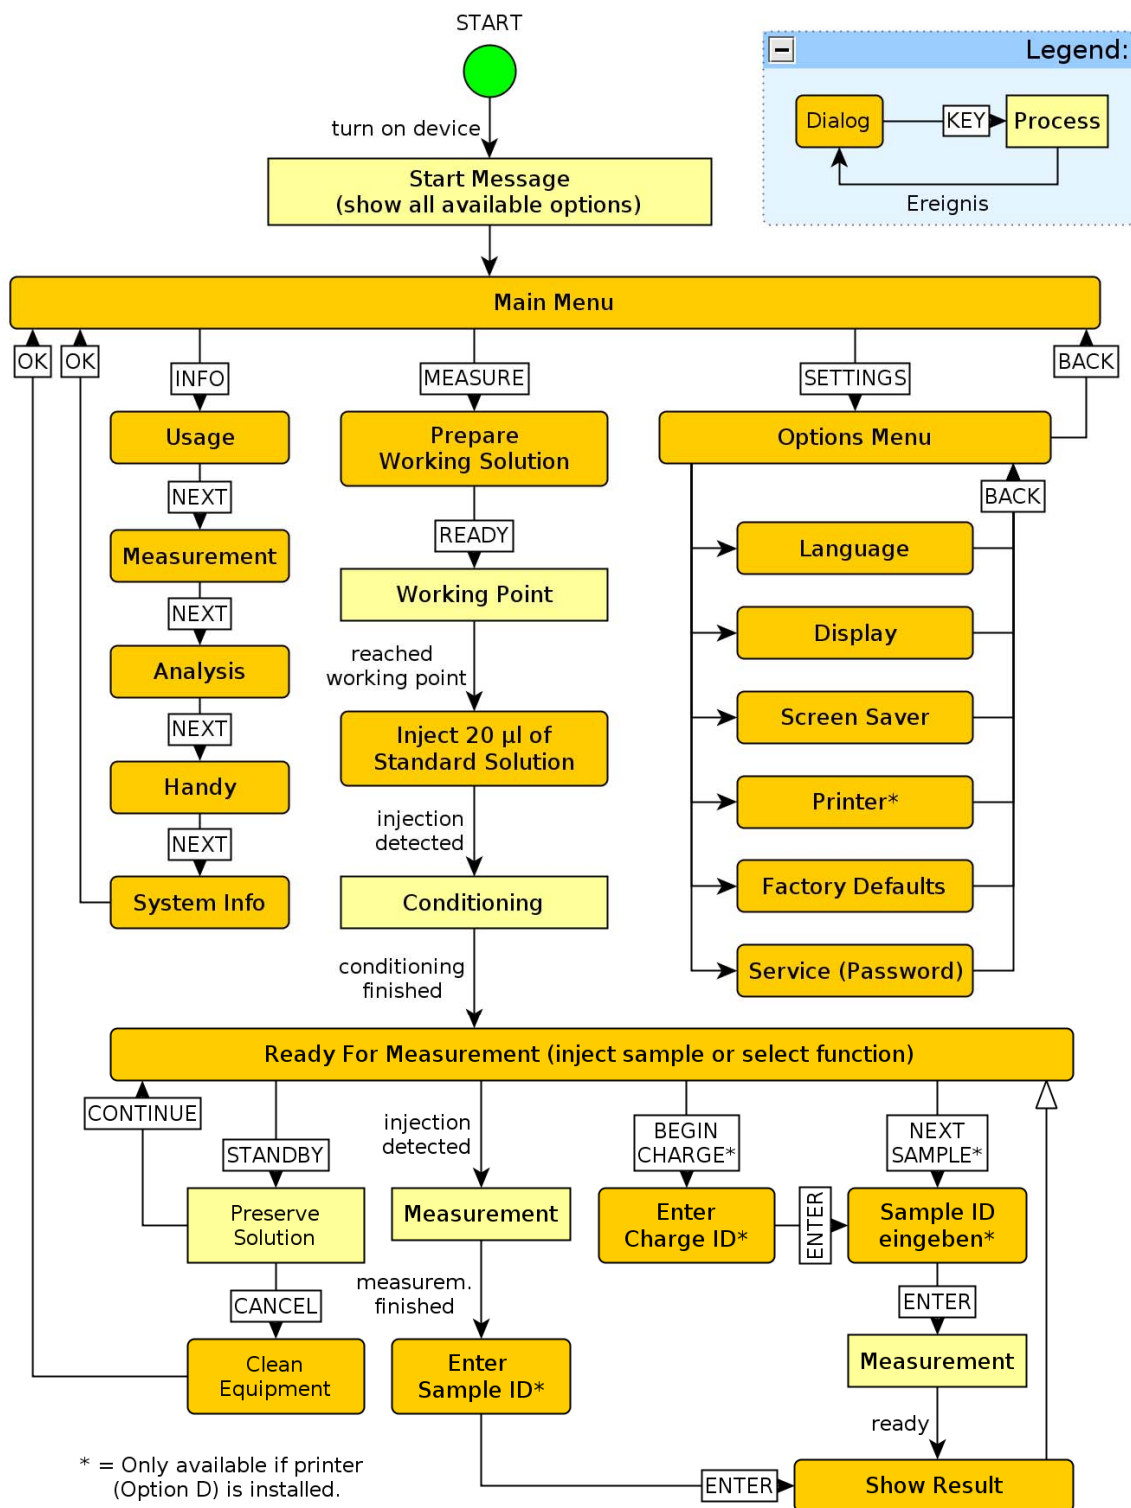 START
Legend:
Dialog
KEY
Process
Ereignis
turn on device
Start Message
(show all available options)
Main Menu
OK
OK
INFO
MEASURE
SETTINGS
BACK
Usage
Prepare
Working Solution
Options Menu
NEXT
READY
BACK
Measurement
Working Point
Language
NEXT
reached
working point
Display
Analysis
Inject 20 µl of
Standard Solution
Screen Saver
NEXT
Handy
injection
detected
Printer*
NEXT
System Info
Conditioning
Factory Defaults
conditioning
finished
Service (Password)
Ready For Measurement (inject sample or select function)
CONTINUE
STANDBY
injection
detected
BEGIN
CHARGE*
NEXT
SAMPLE*
Preserve
Solution
Measurement
Enter
Charge ID*
ENTER
Sample ID
eingeben*
CANCEL
measurem.
finished
ENTER
Clean
Equipment
Enter
Sample ID*
Measurement
ready
* = Only available if printer
(Option D) is installed.
ENTER
Show Result